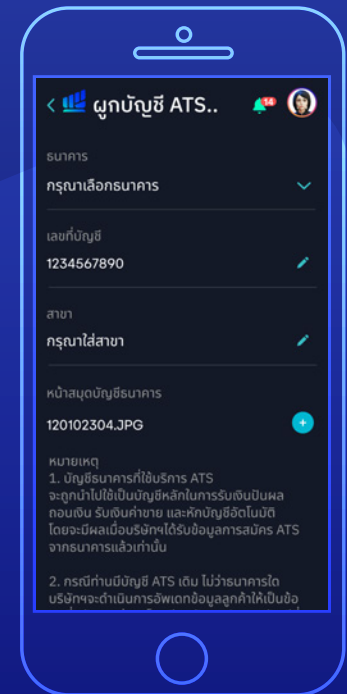 ผูกบัญชี ATS..
14
ธนาคาร
กรุณาเลือกธนาคาร
เลขที่บัญชี
1234567890
สาขา
กรุณาใส่สาขา
หน้าสมุดบัญชีธนาคาร
120102304.JPG
หมายเหตุ
1. บัญชีธนาคารที่ใช้บริการ ATS
จะถูกนำไปใช้เป็นบัญชีหลักในการรับเงินปันผล
ถอนเงิน รับเงินค่าขาย และหักบัญชีอัตโนมัติ
โดยจะมีผลเมื่อบริษัทฯได้รับข้อมูลการสมัคร ATS
จากธนาคารแล้วเท่านั้น
2. กรณีท่านมีบัญชี ATS เดิม ไม่ว่าธนาคารใด
บริษัทฯจะดำเนินการอัพเดทข้อมูลลูกค้าให้เป็นข้อ